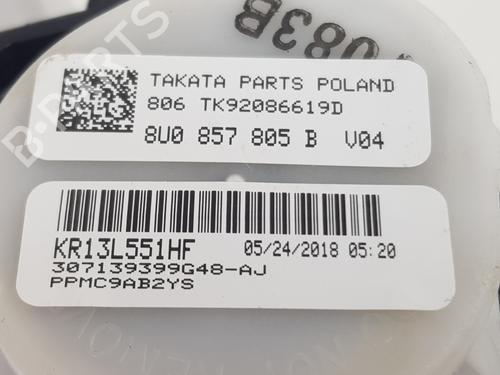 083B
B-PARTS
TAKATA PARTS POLAND
806 TK92086619D
8U0 857 805 B V04
KR13L551HF 05/24/2018 05:20
307139399G48-AJ
PPMC9AB2YS